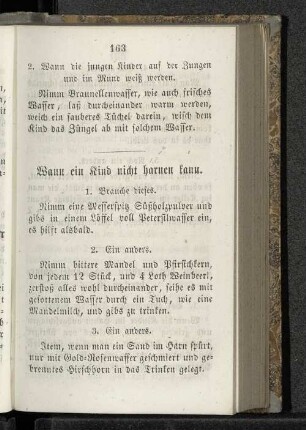 163
2. Wann die jungen Kinder auf der Zungen
und im Mund weiß werden.
Nimm Braunellenwasser, wie auch frisches
Wasser, laß durcheinander warm werden,
weich ein sauberes Tüchel darein, wisch dem
Kind das Züngel ab mit solchem Wasser.
Wann ein Kind nicht harnen kann.
1. Brauche dieses.
Nimm eine Messerspitz Süßholzpulver und
gibs in einem Löffel voll Petersilwasser ein,
es hilft alsbald.
2. Ein anders.
Nimm bittere Mandel und Pfirsichkern,
von jedem 12 Stück, und 4 Loth Weinbeerl,
zerstoß alles wohl durcheinander, seihe es mit
gesottenem Wasser durch ein Tuch, wie eine
Mandelmilch, und gibs zu trinken.
3. Ein anders.
Item, wenn man ein Sand im Harn spürt,
nur mit Gold-Rosenwasser geschmiert und ge-
branntes Hirschhorn in das Trinken gelegt.